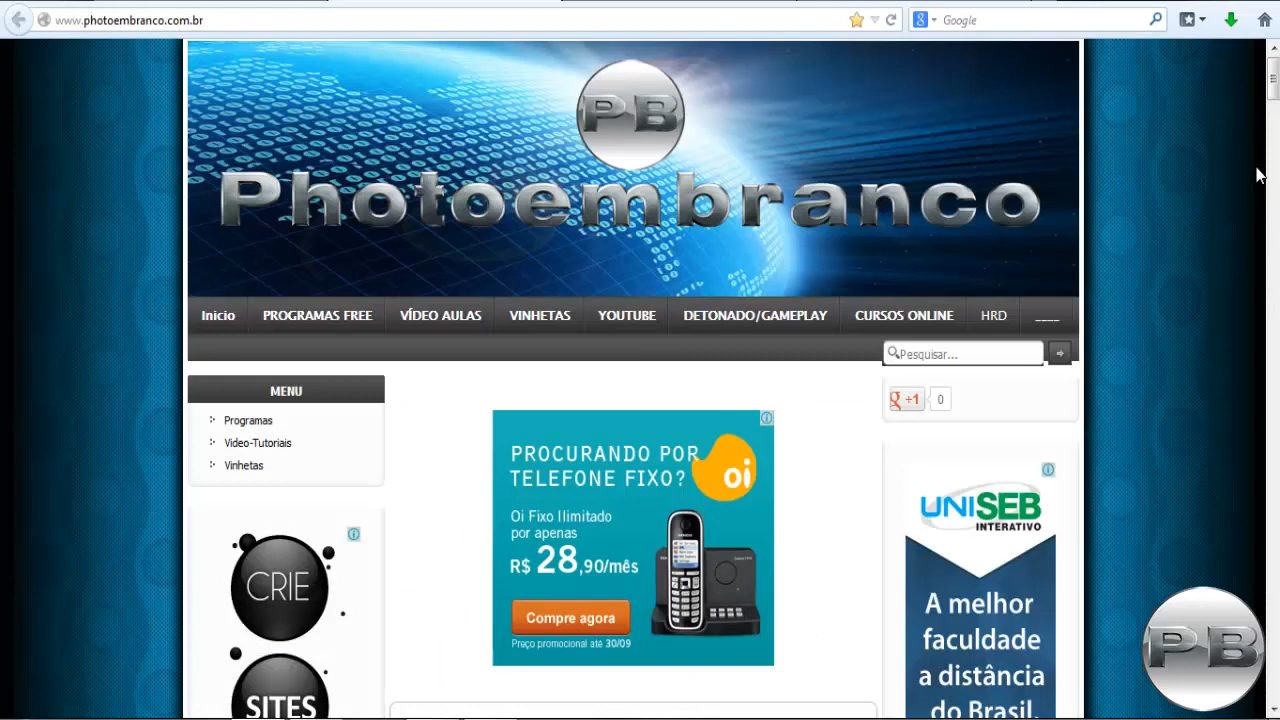 www.photoembranco.com.br
Google
PB
Photoembranco
Inicio PROGRAMAS FREE VÍDEO AULAS VINHETAS YOUTUBE DETONADO/GAMEPLAY CURSOS ONLINE HRD ____
Pesquisar...
MENU
Programas
Video-Tutoriais
Vinhetas
CRIE
SITES
PROCURANDO POR
TELEFONE FIXO?
oi
Oi Fixo Ilimitado
por apenas
R$ 28,90/mês
Compre agora
Preço promocional até 30/09
+1 0
UNISEB
INTERATIVO
A melhor
faculdade
a distância
do Brasil.
PB